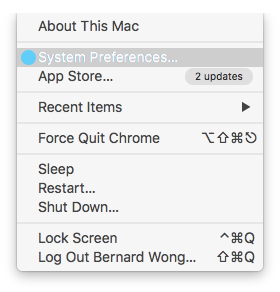 About This Mac
System Preferences...
App Store... 2 updates
Recent Items ▶
Force Quit Chrome ⌥⇧⌘⎋
Sleep
Restart...
Shut Down...
Lock Screen ^⌘Q
Log Out Bernard Wong... ⇧⌘Q